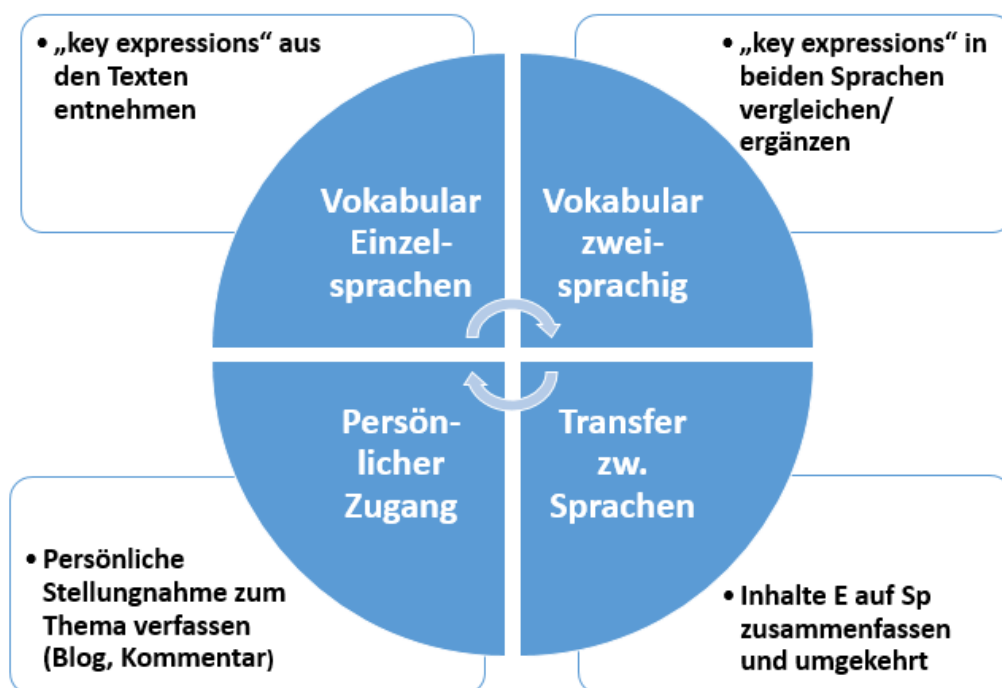 • „key expressions“ aus
den Texten
entnehmen
• „key expressions“ in
beiden Sprachen
vergleichen/
ergänzen
Vokabular
Einzel-
sprachen
Vokabular
zwei-
sprachig
Persön-
licher
Zugang
Transfer
zw.
Sprachen
• Persönliche
Stellungnahme zum
Thema verfassen
(Blog, Kommentar)
• Inhalte E auf Sp
zusammenfassen
und umgekehrt